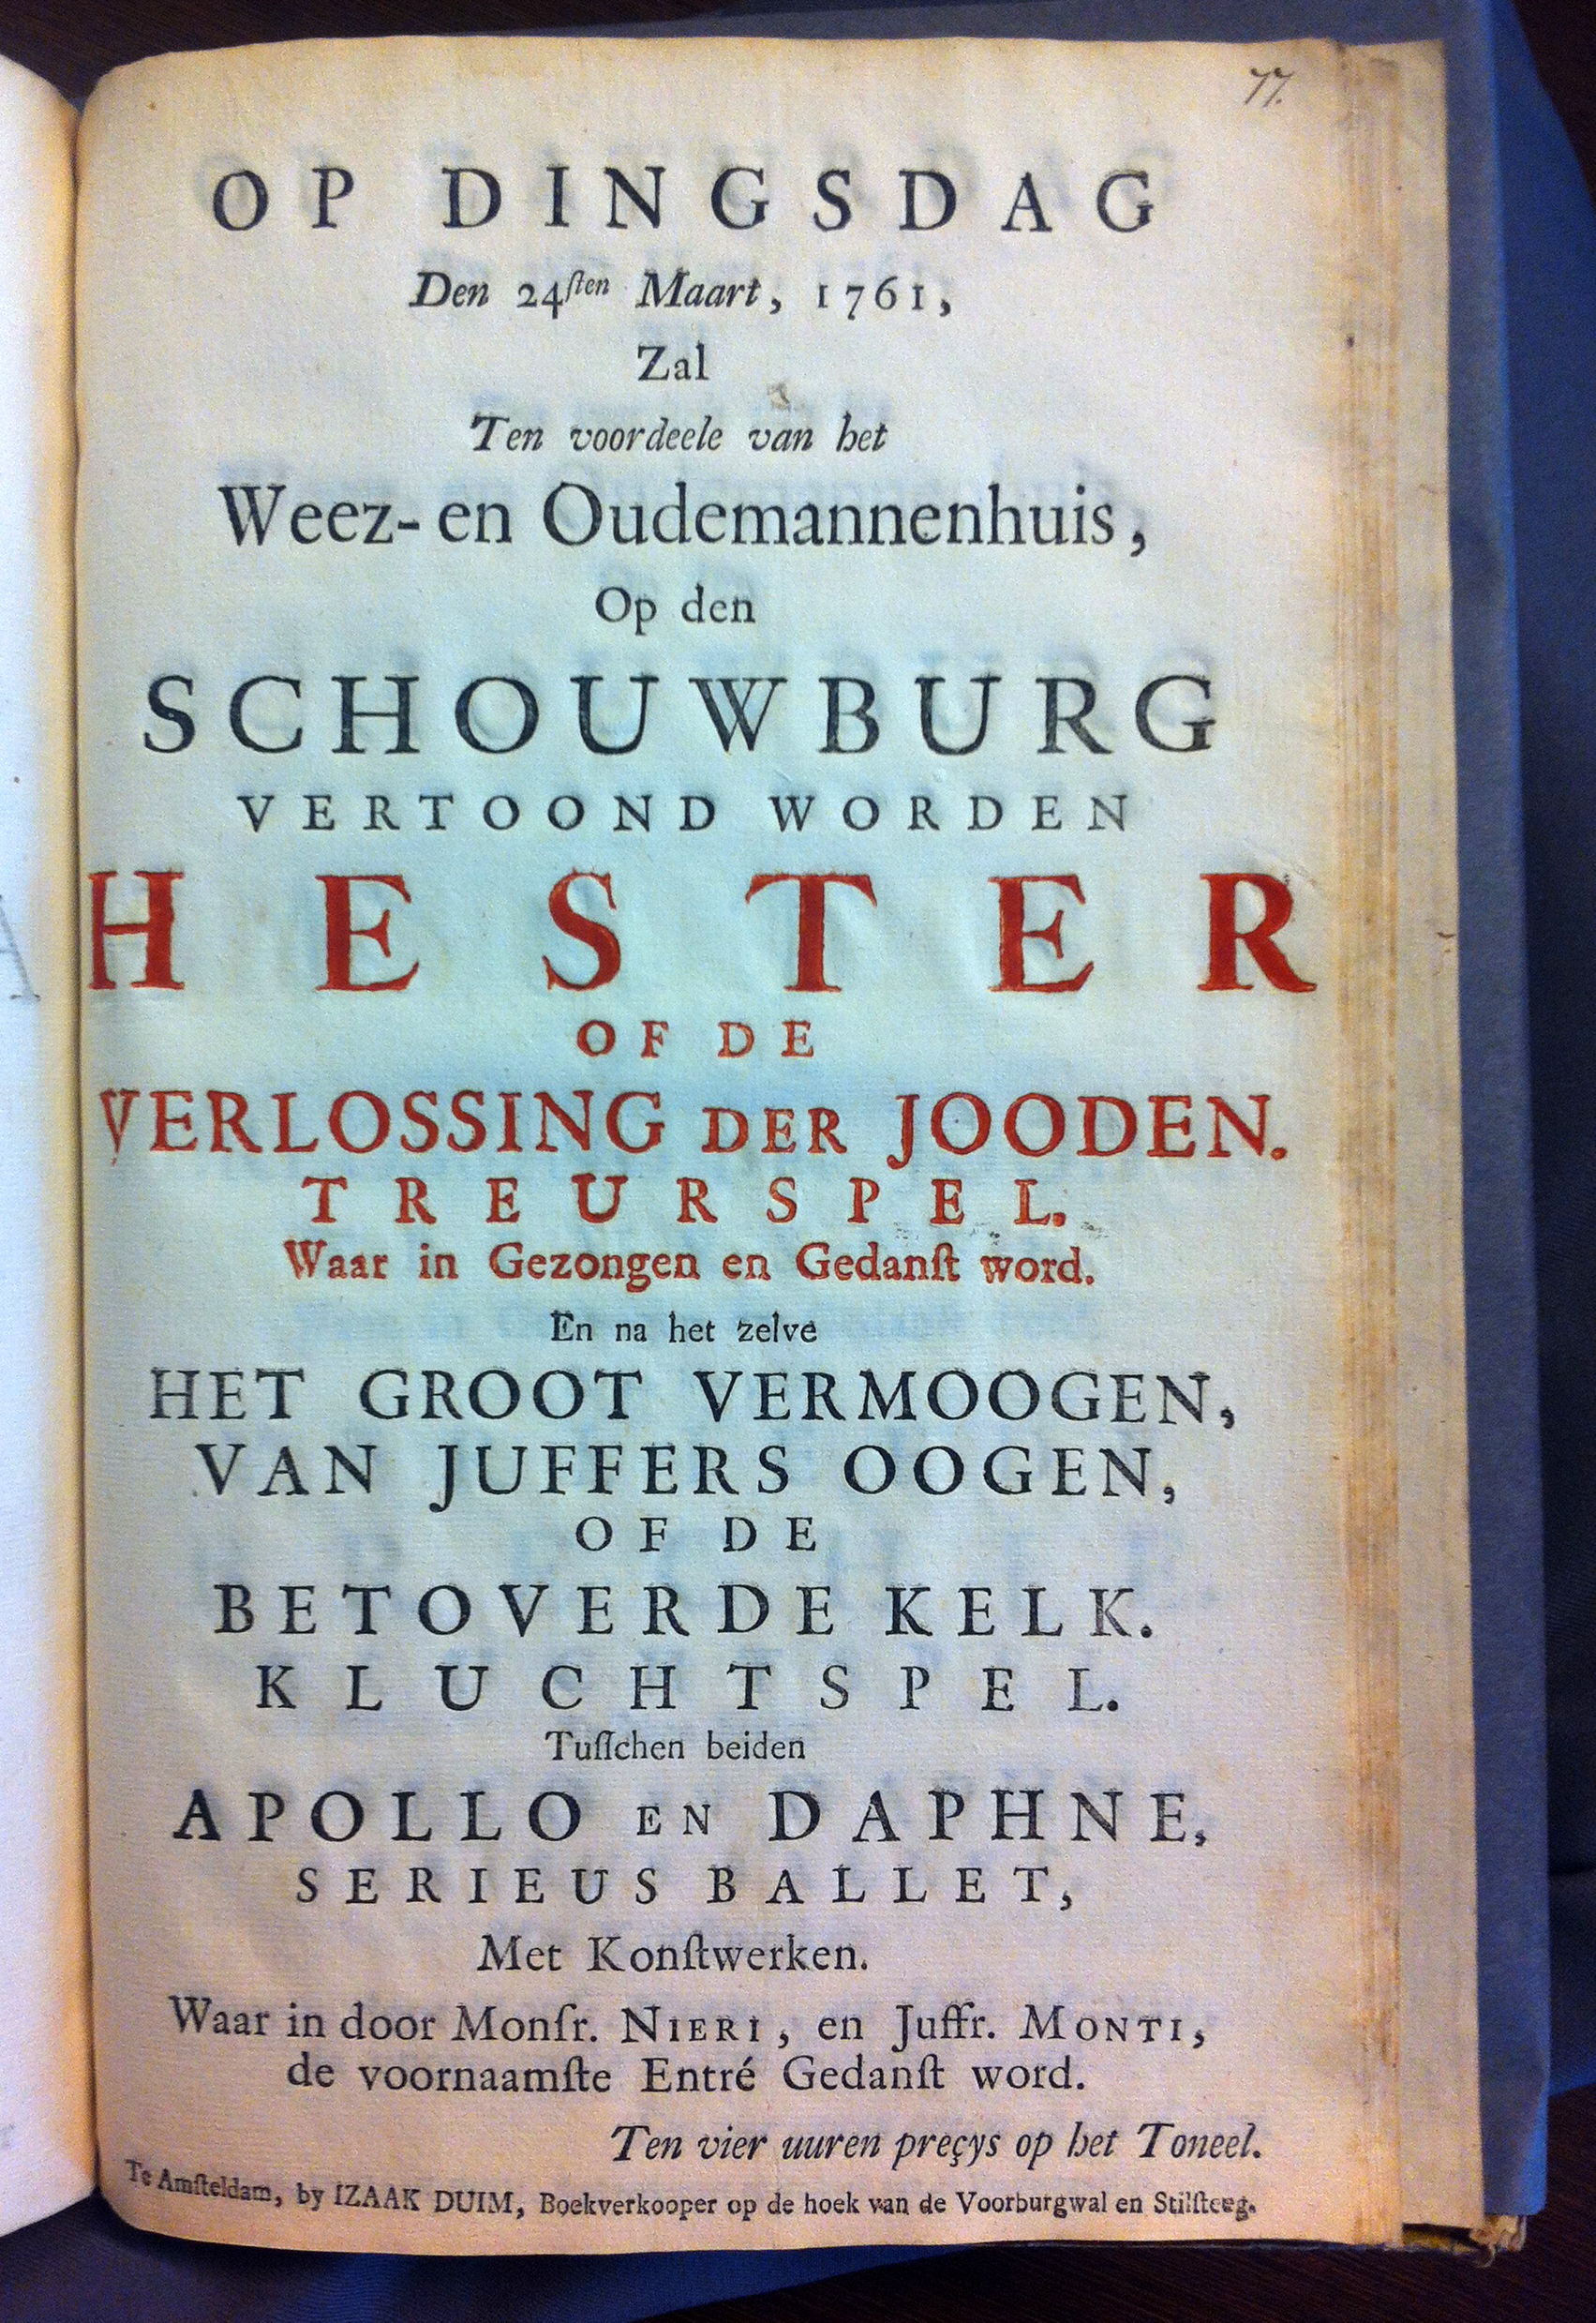 77.
OP DINGSDAG
Den 24ſten Maart, 1761,
Zal
Ten voordeele van het
Weez- en Oudemannenhuis,
Op den
SCHOUWBURG
VERTOOND WORDEN
HESTER
OF DE
VERLOSSING DER JOODEN.
TREURSPEL.
Waar in Gezongen en Gedanſt word.
En na het zelve
HET GROOT VERMOOGEN,
VAN JUFFERS OOGEN,
OF DE
BETOVERDE KELK.
KLUCHTSPEL.
Tuſſchen beiden
APOLLO EN DAPHNE,
SERIEUS BALLET,
Met Konſtwerken.
Waar in door Monſr. NIERI, en Juffr. MONTI,
de voornaamſte Entré Gedanſt word.
Ten vier uuren preçys op het Toneel.
Te Amſteldam, by IZAAK DUIM, Boekverkooper op de hoek van de Voorburgwal en Stilſteeg.